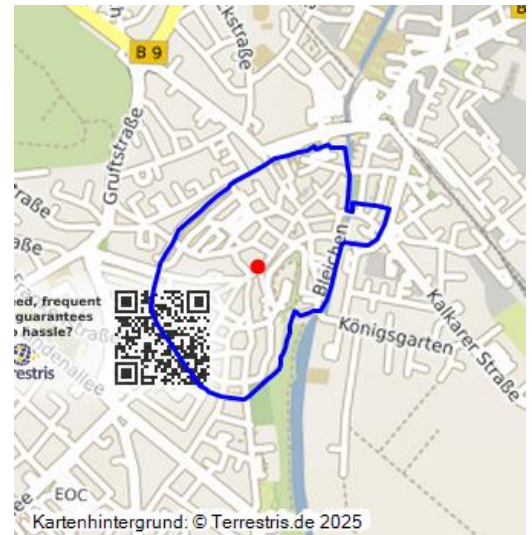 B 9
Gruftstraße
ed, frequent
guarantees
hassle?
restris
Bleichen
Königsgarten
Kalkarer Straße
EOC
Kartenhintergrund: © Terrestris.de 2025